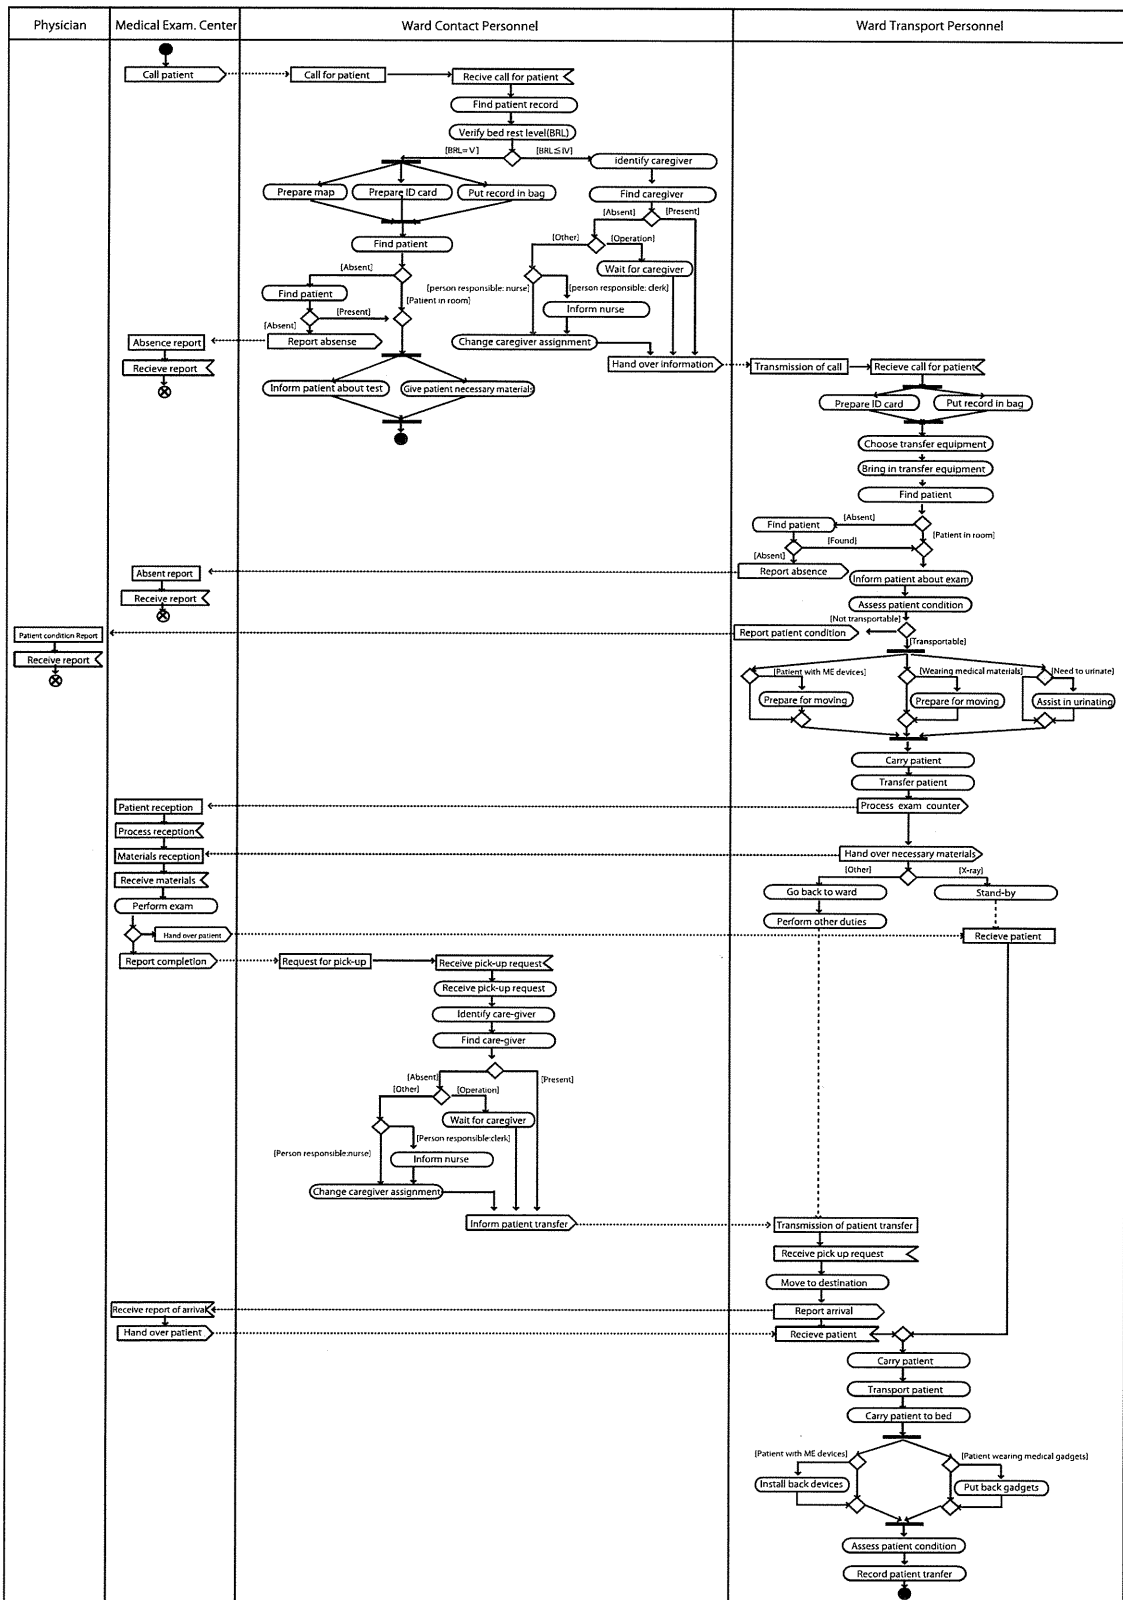 Physician
Medical Exam. Center
Ward Contact Personnel
Ward Transport Personnel
Call patient
Call for patient
Recive call for patient
Find patient record
Verify bed rest level(BRL)
[BRL=V]
[BRL≦IV]
identify caregiver
Prepare map
Prepare ID card
Put record in bag
Find caregiver
[Absent]
[Present]
Find patient
[Other]
[Operation]
Wait for caregiver
[Absent]
Find patient
[Patient in room]
[person responsible: nurse]
[person responsible: clerk]
Inform nurse
[Present]
[Absent]
Absence report
Report absense
Change caregiver assignment
Recieve report
Hand over information
Transmission of call
Recieve call for patient
Inform patient about test
Give patient necessary materials
Prepare ID card
Put record in bag
Choose transfer equipment
Bring in transfer equipment
Find patient
Find patient
[Absent]
[Patient in room]
[Found]
[Absent]
Absent report
Report absence
Inform patient about exam
Receive report
Assess patient condition
[Not transportable]
Patient condition Report
Report patient condition
[Transportable]
Receive report
[Patient with ME devices]
[Wearing medical materials]
[Need to urinate]
Prepare for moving
Prepare for moving
Assist in urinating
Carry patient
Transfer patient
Patient reception
Process exam counter
Process reception
Materials reception
Hand over necessary materials
Receive materials
[Other]
[X-ray]
Go back to ward
Stand-by
Perform exam
Perform other duties
Hand over patient
Recieve patient
Report completion
Request for pick-up
Receive pick-up request
Receive pick-up request
Identify care-giver
Find care-giver
[Absent]
[Present]
[Other]
[Operation]
Wait for caregiver
[Person responsible:clerk]
[Person responsible:nurse]
Inform nurse
Change caregiver assignment
Inform patient transfer
Transmission of patient transfer
Receive pick up request
Move to destination
Receive report of arrival
Report arrival
Hand over patient
Recieve patient
Carry patient
Transport patient
Carry patient to bed
[Patient with ME devices]
[Patient wearing medical gadgets]
Install back devices
Put back gadgets
Assess patient condition
Record patient tranfer